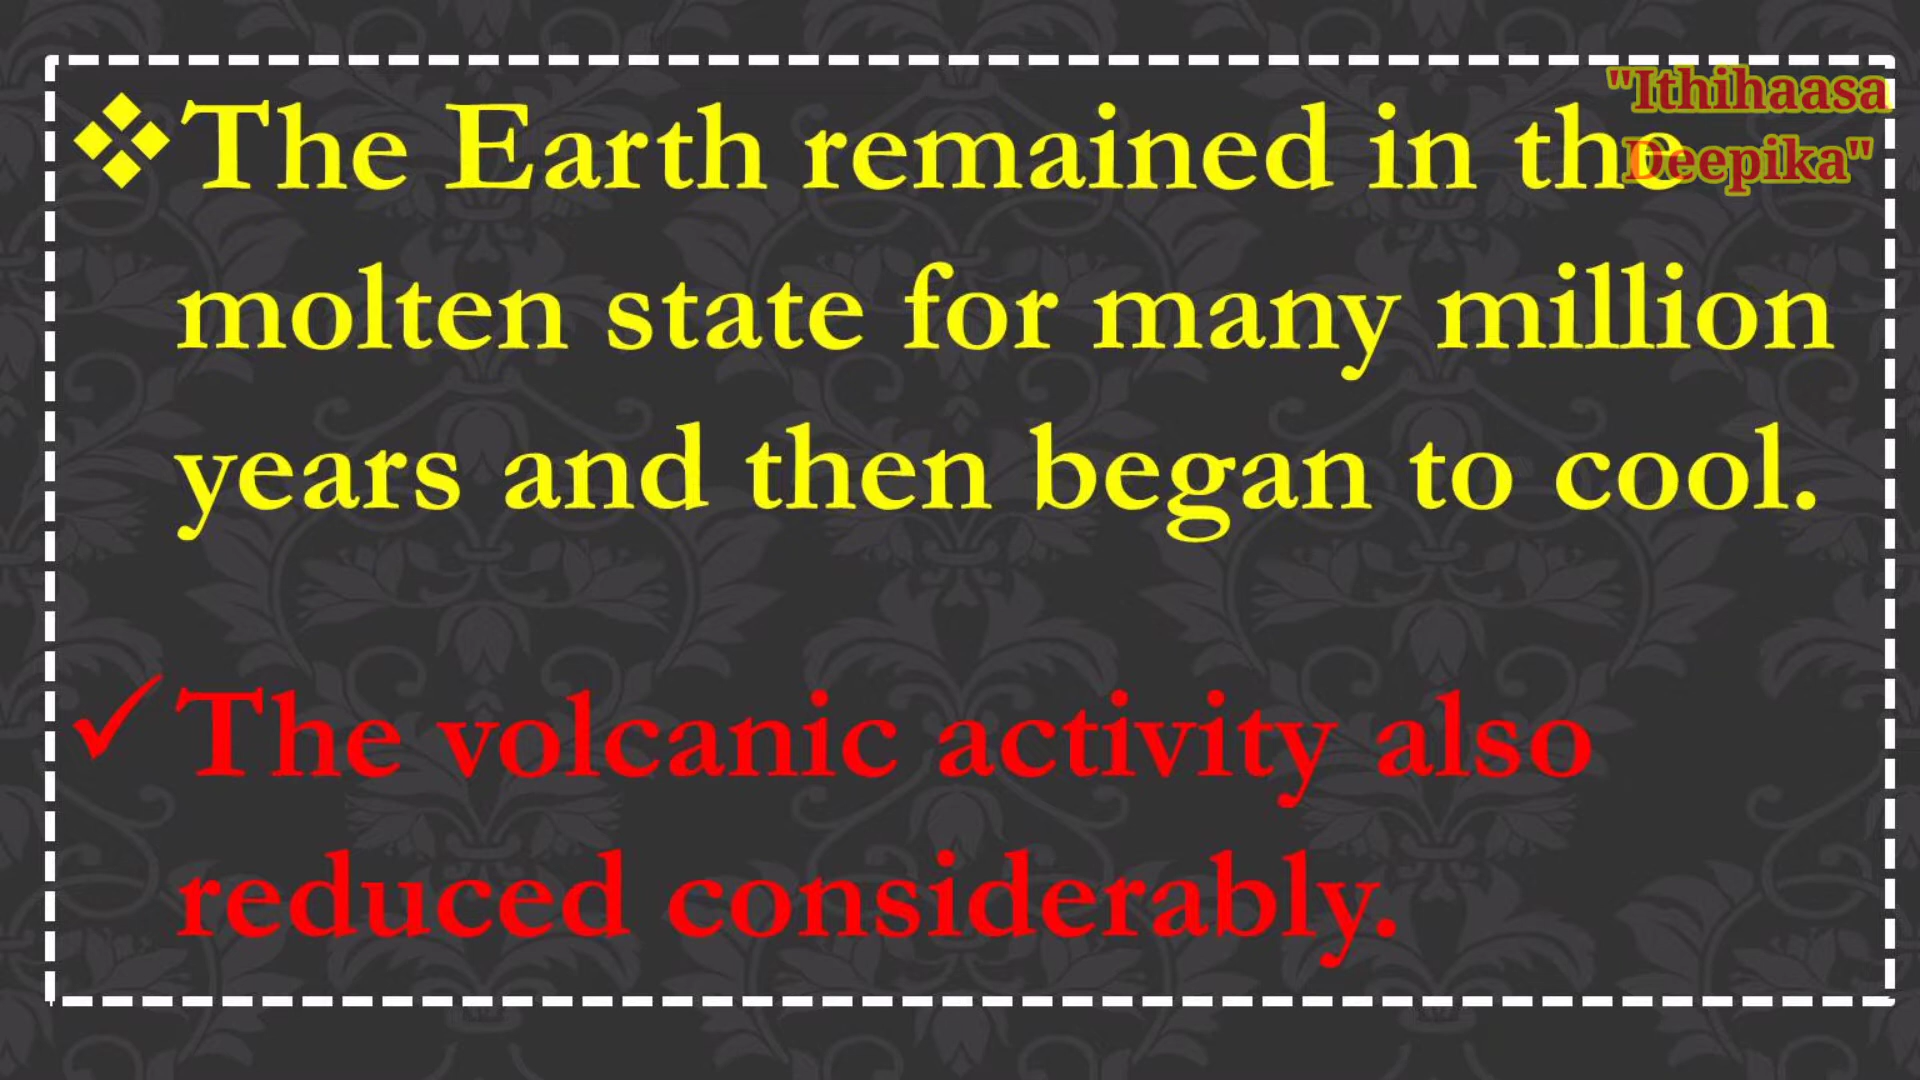 "Ithihaasa
Deepika"
❖The Earth remained in the
molten state for many million
years and then began to cool.
✓The volcanic activity also
reduced considerably.